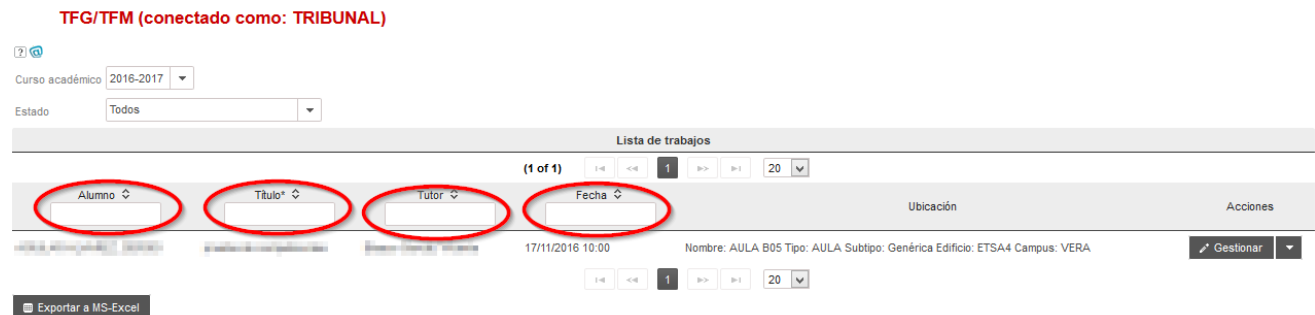 TFG/TFM (conectado como: TRIBUNAL)
?
Curso académico 2016-2017
Estado Todos
Lista de trabajos
(1 of 1) 1 20
Alumno Título* Tutor Fecha Ubicación Acciones
17/11/2016 10:00 Nombre: AULA B05 Tipo: AULA Subtipo: Genérica Edificio: ETSA4 Campus: VERA Gestionar
1 20
Exportar a MS-Excel